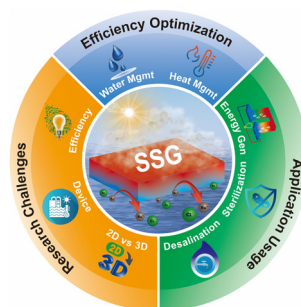 Efficiency Optimization
Water Mgmt
Heat Mgmt
Energy Gen
Sterilization
Desalination
Application Usage
2D vs 3D
2D
3D
Device
Efficiency
Research Challenges
SSG